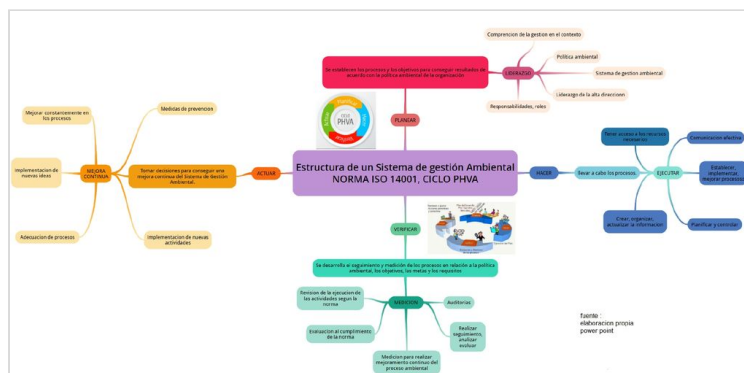 Estructura de un Sistema de gestión Ambiental
NORMA ISO 14001, CICLO PHVA
PLANEAR
Se establecen los procesos y los objetivos para conseguir resultados de
acuerdo con la política ambiental de la organización
LIDERAZGO
Comprencion de la gestion en el contexto
Política ambiental
Sistema de gestion ambiental
Liderazgo de la alta direccionn
Responsabilidades, roles
CICLO
PHVA
HACER
llevar a cabo los procesos.
EJECUTAR
Tener acceso a los recursos
necesarios
Crear, organizar,
actualizar la información
Comunicacion efectiva
Establecer,
implementar,
mejorar procesos
Planificar y controlar
VERIFICAR
Se desarrolla el seguimiento y medición de los procesos en relación a la política
ambiental, los objetivos, las metas y los requisitos
MEDICION
Revision de la ejecucion de
los actividades segun la
norma
Evaluacion al cumplimiento
de la norma
Medicion para realizar
mejoramiento continuo del
proceso ambiental
Auditorias
Realizar
seguimiento,
analizar
evaluar
ACTUAR
Tomar decisiones para conseguir una
mejora continua del Sistema de Gestión
Ambiental.
MEJORA
CONTINUA
Mejorar constantemente en
los procesos
Medidas de prevencion
Implementacion de
nuevas ideas
Adecuacion de procesos
Implementacion de nuevas
actividades
fuente :
elaboracion propia
power point